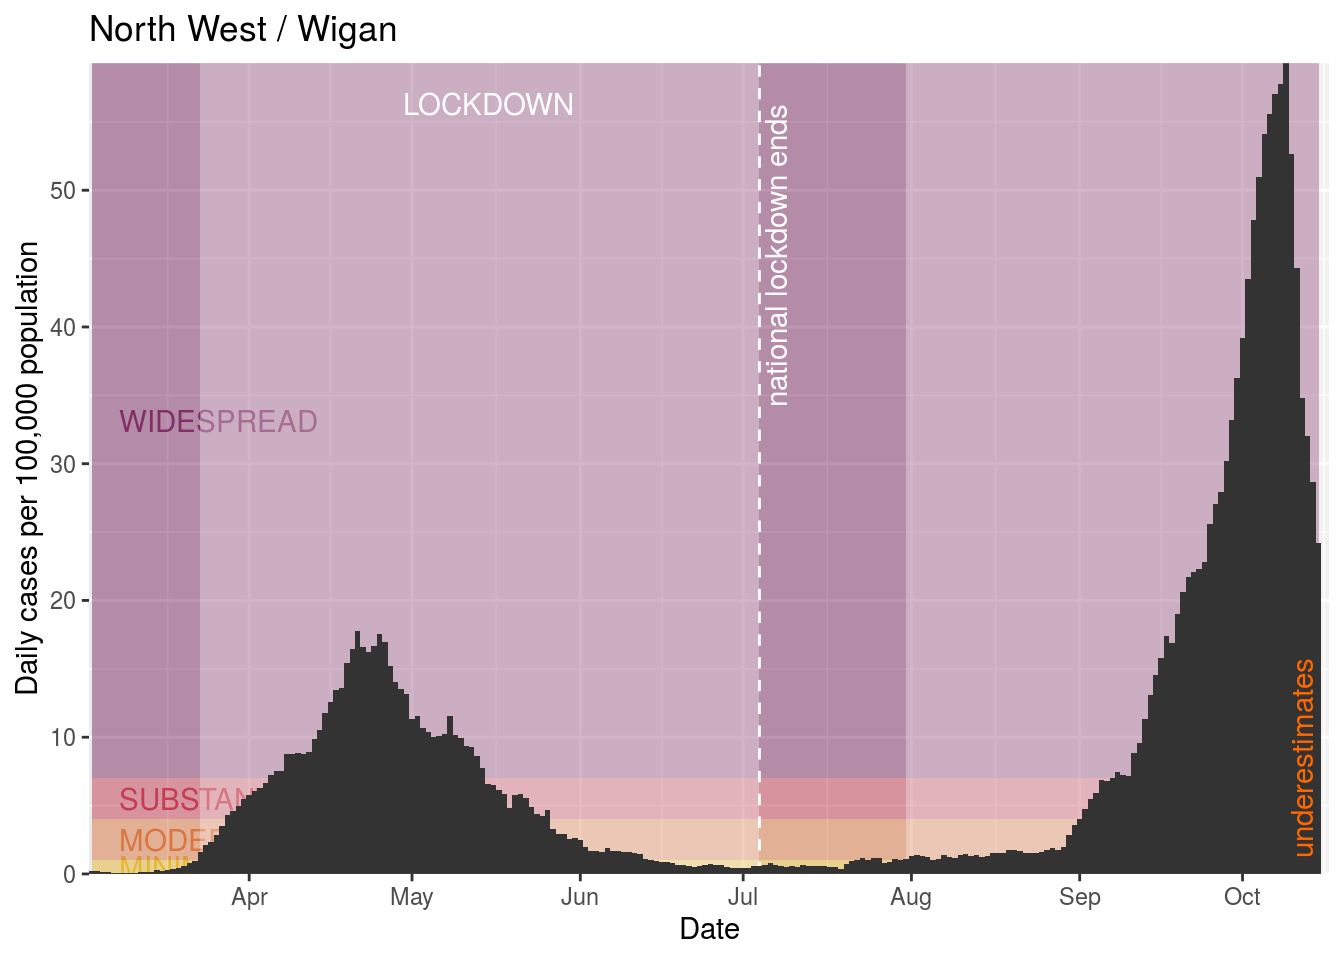 North West / Wigan
LOCKDOWN
national lockdown ends
WIDESPREAD
SUBSTAN
MODE
MINI
underestimates
Daily cases per 100,000 population
50
40
30
20
10
0
Apr May Jun Jul Aug Sep Oct
Date